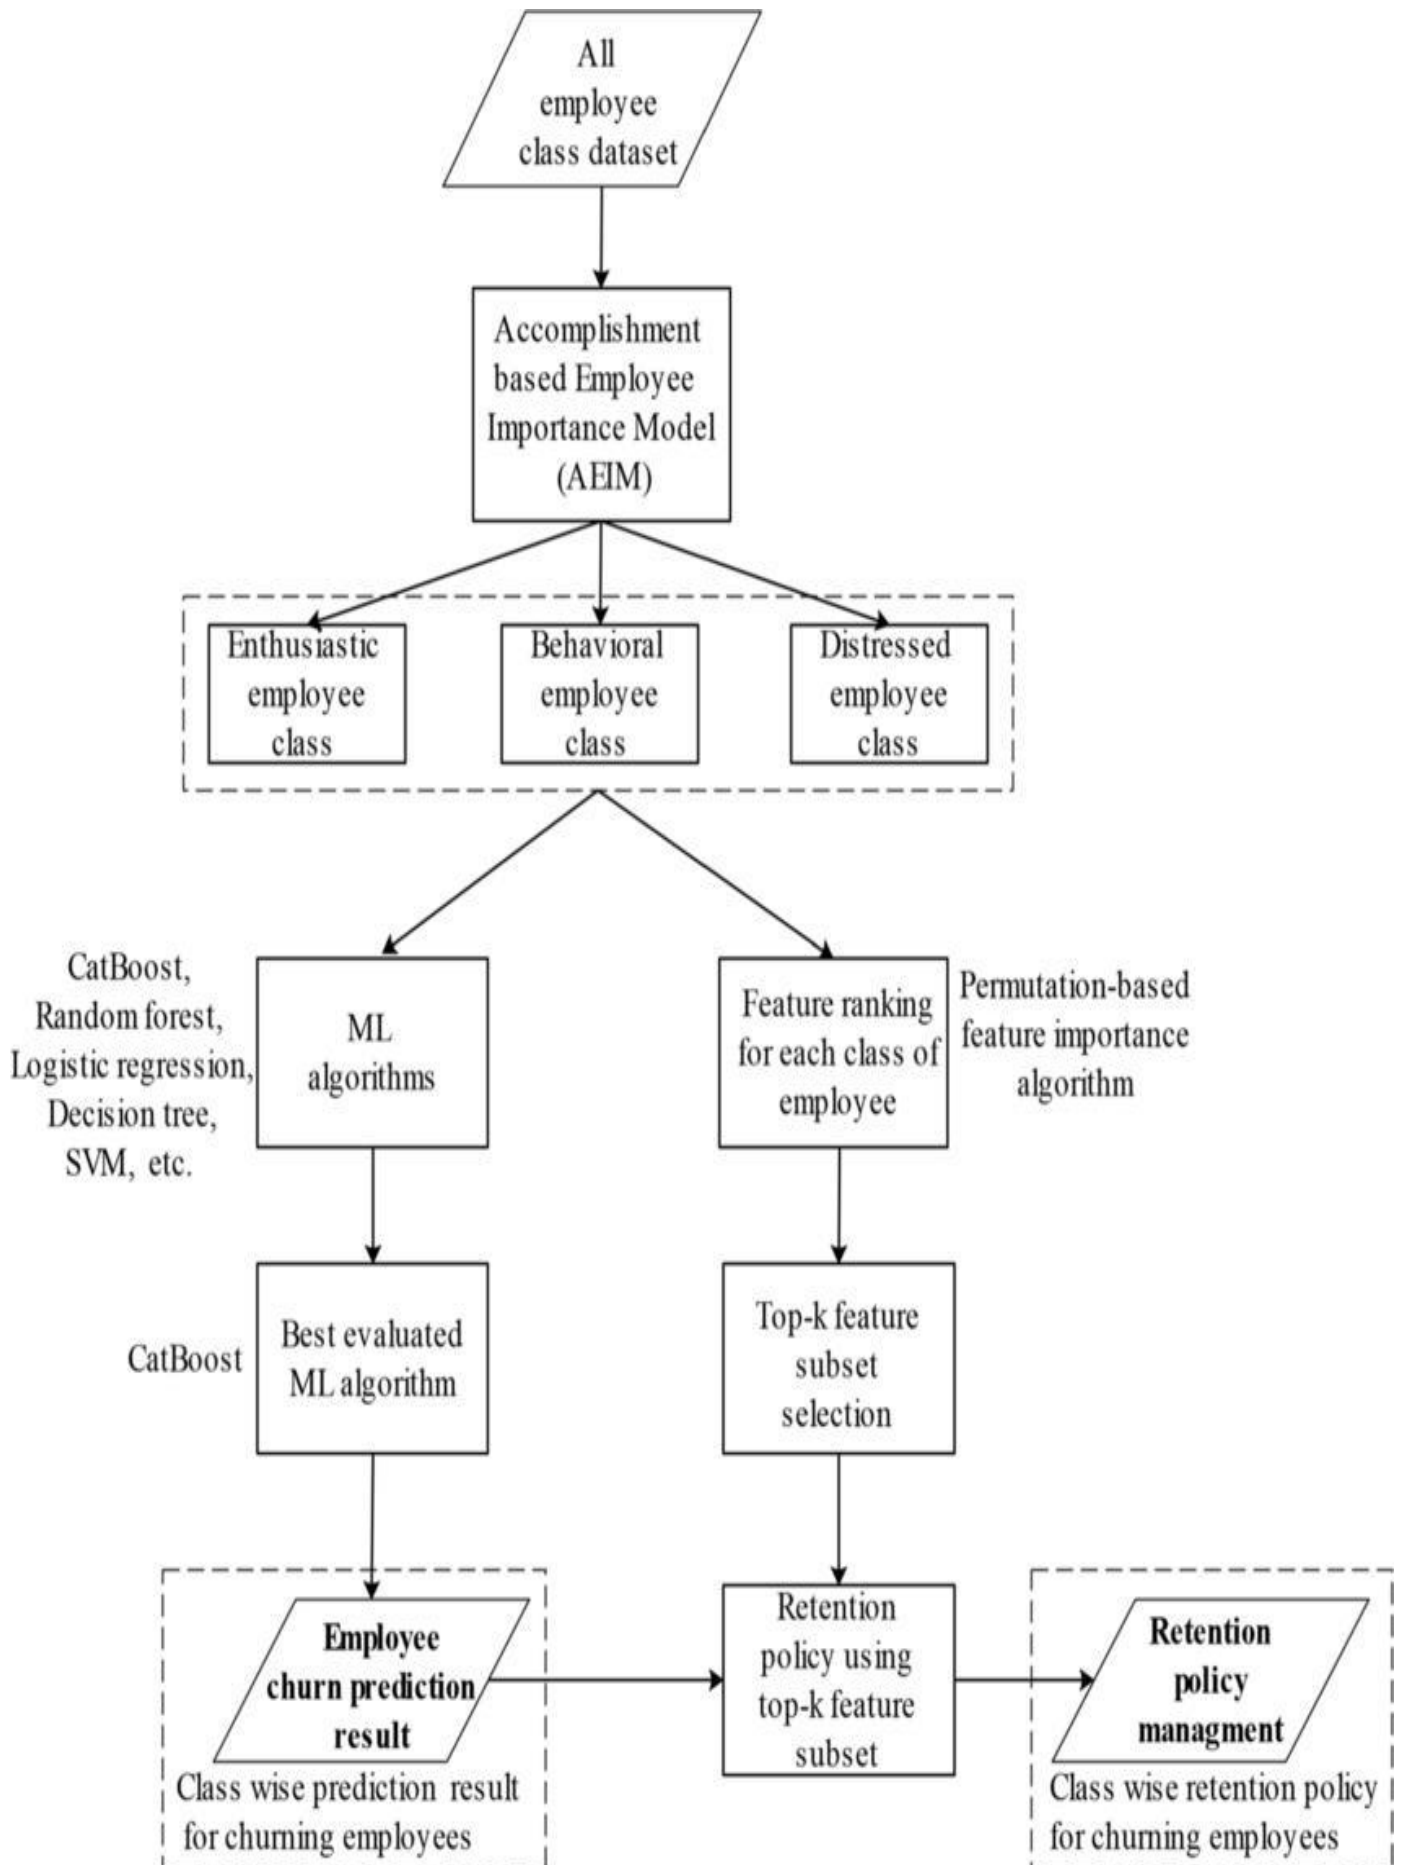 All
employee
class dataset
Accomplishment
based Employee
Importance Model
(AEIM)
Enthusiastic
employee
class
Behavioral
employee
class
Distressed
employee
class
CatBoost,
Random forest,
Logistic regression,
Decision tree,
SVM, etc.
ML
algorithms
Feature ranking
for each class of
employee
Permutation-based
feature importance
algorithm
CatBoost
Best evaluated
ML algorithm
Top-k feature
subset
selection
Employee
churn prediction
result
Class wise prediction result
for churning employees
Retention
policy using
top-k feature
subset
Retention
policy
managment
Class wise retention policy
for churning employees